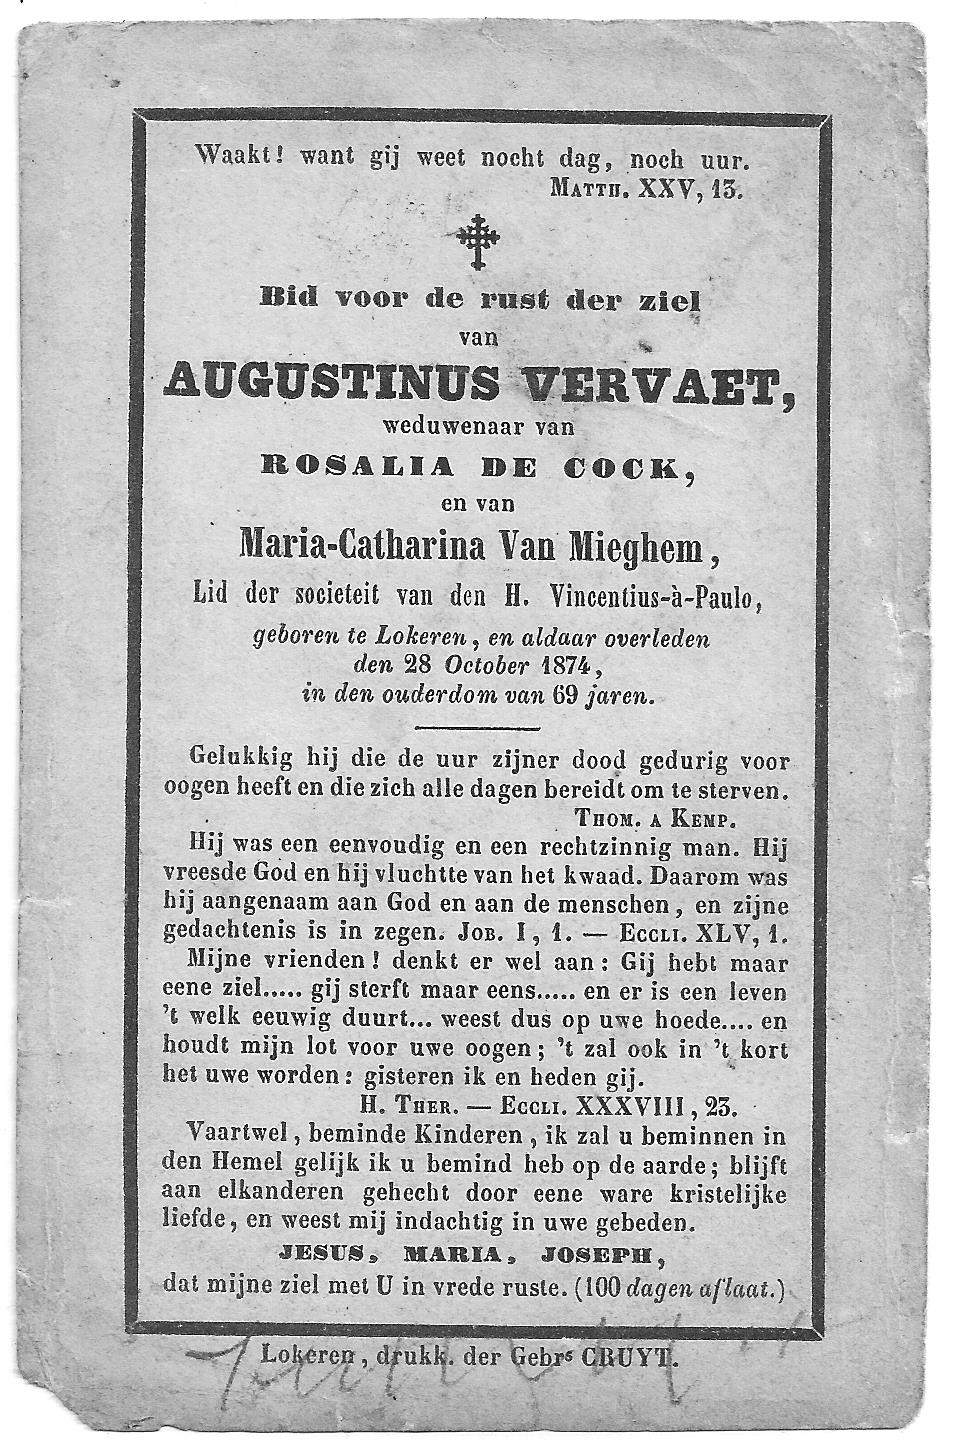 Waakt! want gij weet nocht dag, noch uur.
MATTH. XXV, 13.
Bid voor de rust der ziel
van
AUGUSTINUS VERVAET,
weduwenaar van
ROSALIA DE COCK,
en van
Maria-Catharina Van Mieghem,
Lid der societeit van den H. Vincentius-à-Paulo,
geboren te Lokeren, en aldaar overleden
den 28 October 1874,
in den ouderdom van 69 jaren.
Gelukkig hij die de uur zijner dood gedurig voor
oogen heeft en die zich alle dagen bereidt om te sterven.
THOM. A KEMP.
Hij was een eenvoudig en een rechtzinnig man. Hij
vreesde God en hij vluchtte van het kwaad. Daarom was
hij aangenaam aan God en aan de menschen, en zijne
gedachtenis is in zegen. JOB. I, 1. — ECCLI. XLV, 1.
Mijne vrienden! denkt er wel aan: Gij hebt maar
eene ziel..... gij sterft maar eens..... en er is een leven
't welk eeuwig duurt... weest dus op uwe hoede.... en
houdt mijn lot voor uwe oogen; 't zal ook in 't kort
het uwe worden: gisteren ik en heden gij.
H. THER. — ECCLI. XXXVIII, 23.
Vaartwel, beminde Kinderen, ik zal u beminnen in
den Hemel gelijk ik u bemind heb op de aarde; blijft
aan elkanderen gehecht door eene ware kristelijke
liefde, en weest mij indachtig in uwe gebeden.
JESUS, MARIA, JOSEPH,
dat mijne ziel met U in vrede ruste. (100 dagen aflaat.)
Lokeren, drukk. der Gebrs CRUYT.